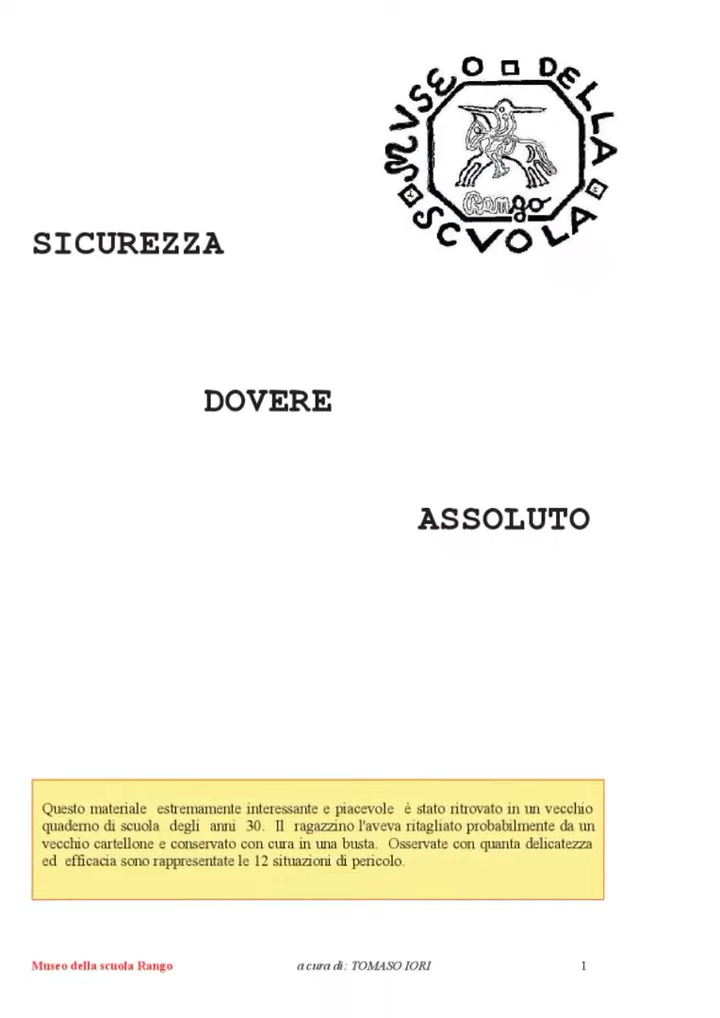 MUSEO DELLA
SCUOLA
Rango
SICUREZZA
DOVERE
ASSOLUTO
Questo materiale estremamente interessante e piacevole è stato ritrovato in un vecchio
quaderno di scuola degli anni 30. Il ragazzino l'aveva ritagliato probabilmente da un
vecchio cartellone e conservato con cura in una busta. Osservate con quanta delicatezza
ed efficacia sono rappresentate le 12 situazioni di pericolo.
Museo della scuola Rango a cura di: TOMASO IORI 1